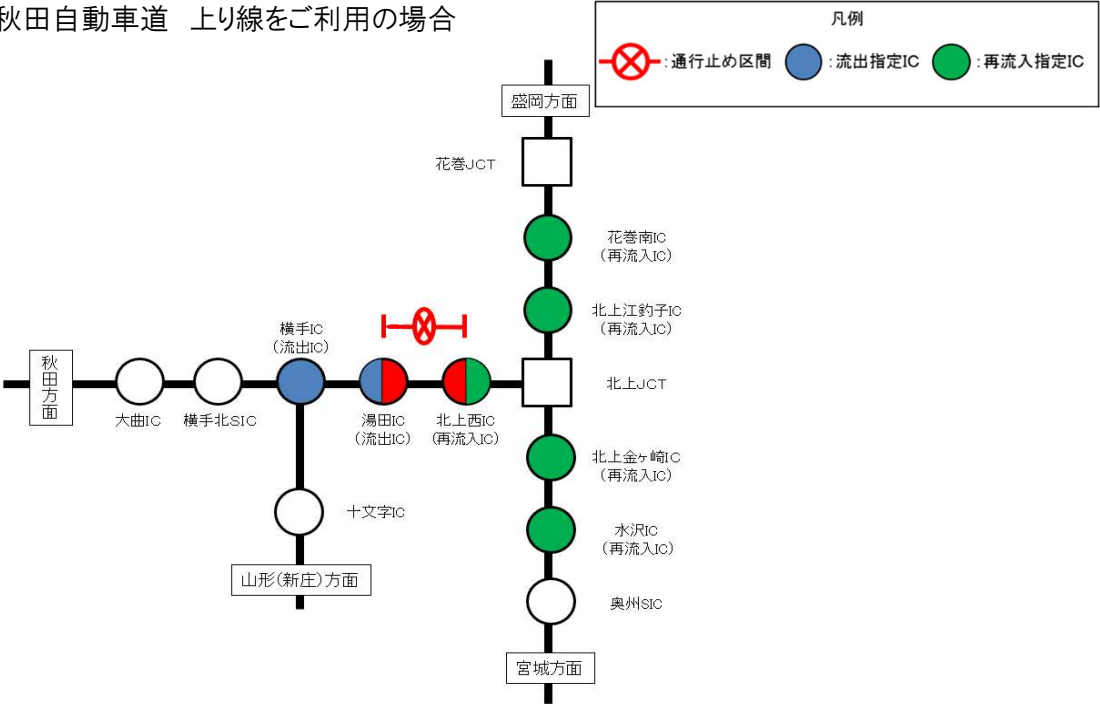 秋田自動車道 上り線をご利用の場合
凡例
:通行止め区間
:流出指定IC
:再流入指定IC
盛岡方面
花巻JCT
花巻南IC
(再流入IC)
北上江釣子IC
(再流入IC)
横手IC
(流出IC)
秋田方面
大曲IC
横手北SIC
湯田IC
(流出IC)
北上西IC
(再流入IC)
北上JCT
北上金ヶ崎IC
(再流入IC)
十文字IC
水沢IC
(再流入IC)
山形(新庄)方面
奥州SIC
宮城方面